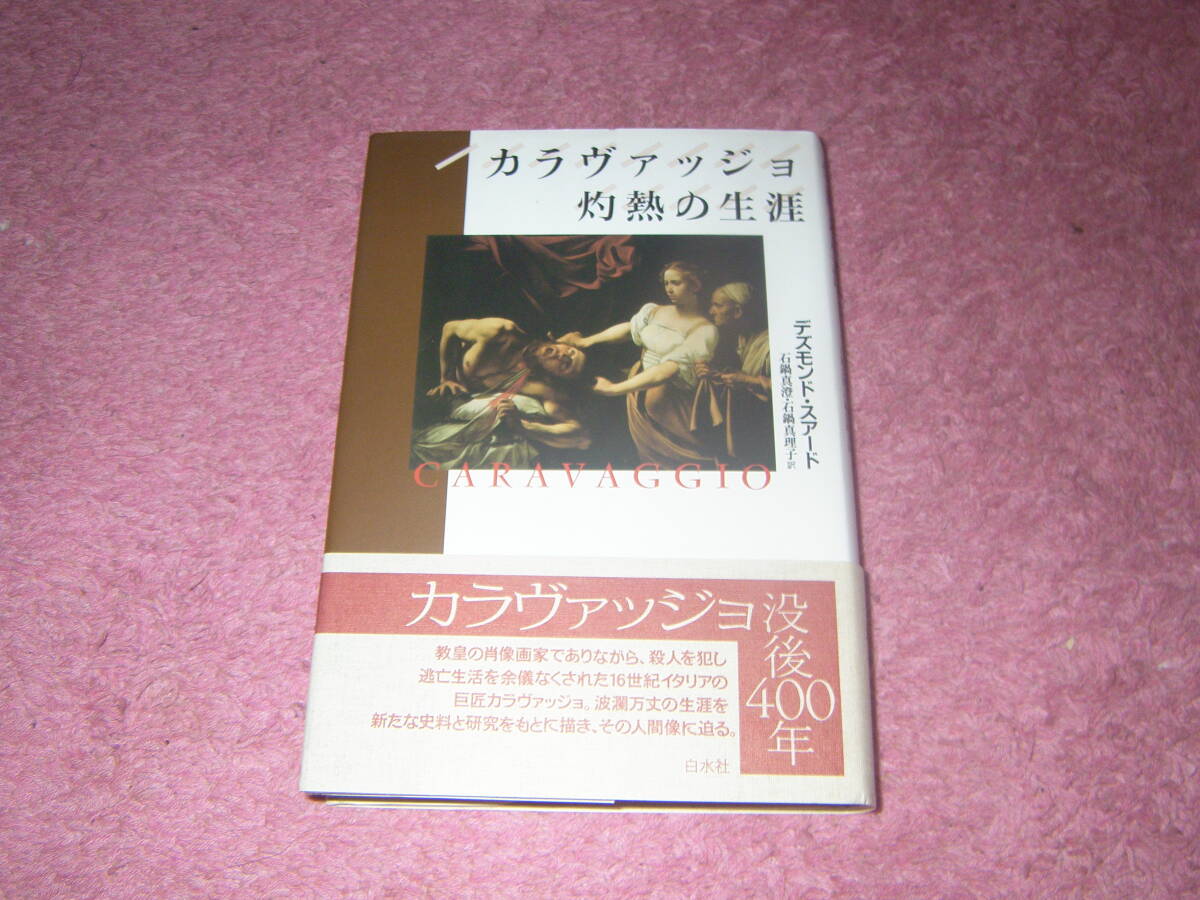 カラヴァッジョ
灼熱の生涯
デズモンド・スアード
石鍋真澄・石鍋真理子 訳
CARAVAGGIO
カラヴァッジョ
没後400年
教皇の肖像画家でありながら、殺人を犯し
逃亡生活を余儀なくされた16世紀イタリアの
巨匠カラヴァッジョ。波瀾万丈の生涯を
新たな史料と研究をもとに描き、その人間像に迫る。
白水社